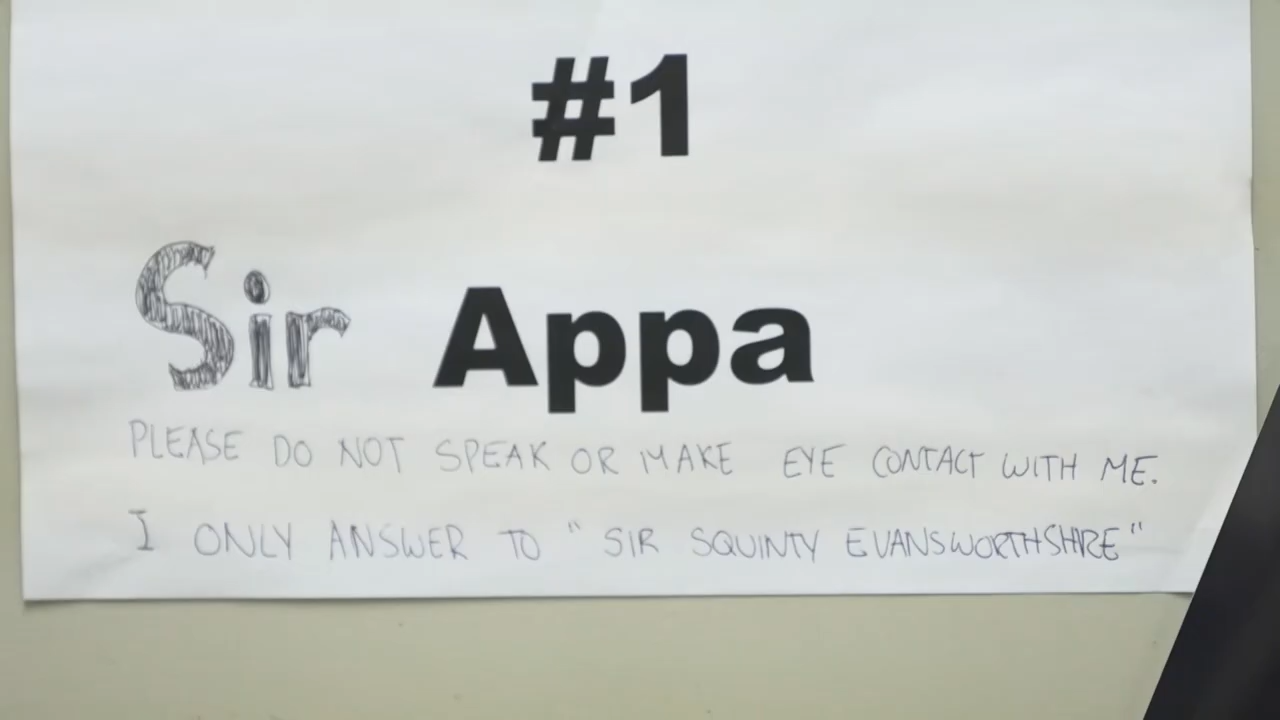 #1
Sir Appa
PLEASE DO NOT SPEAK OR MAKE EYE CONTACT WITH ME.
I ONLY ANSWER TO "SIR SQUINTY EVANSWORTHSHIRE"